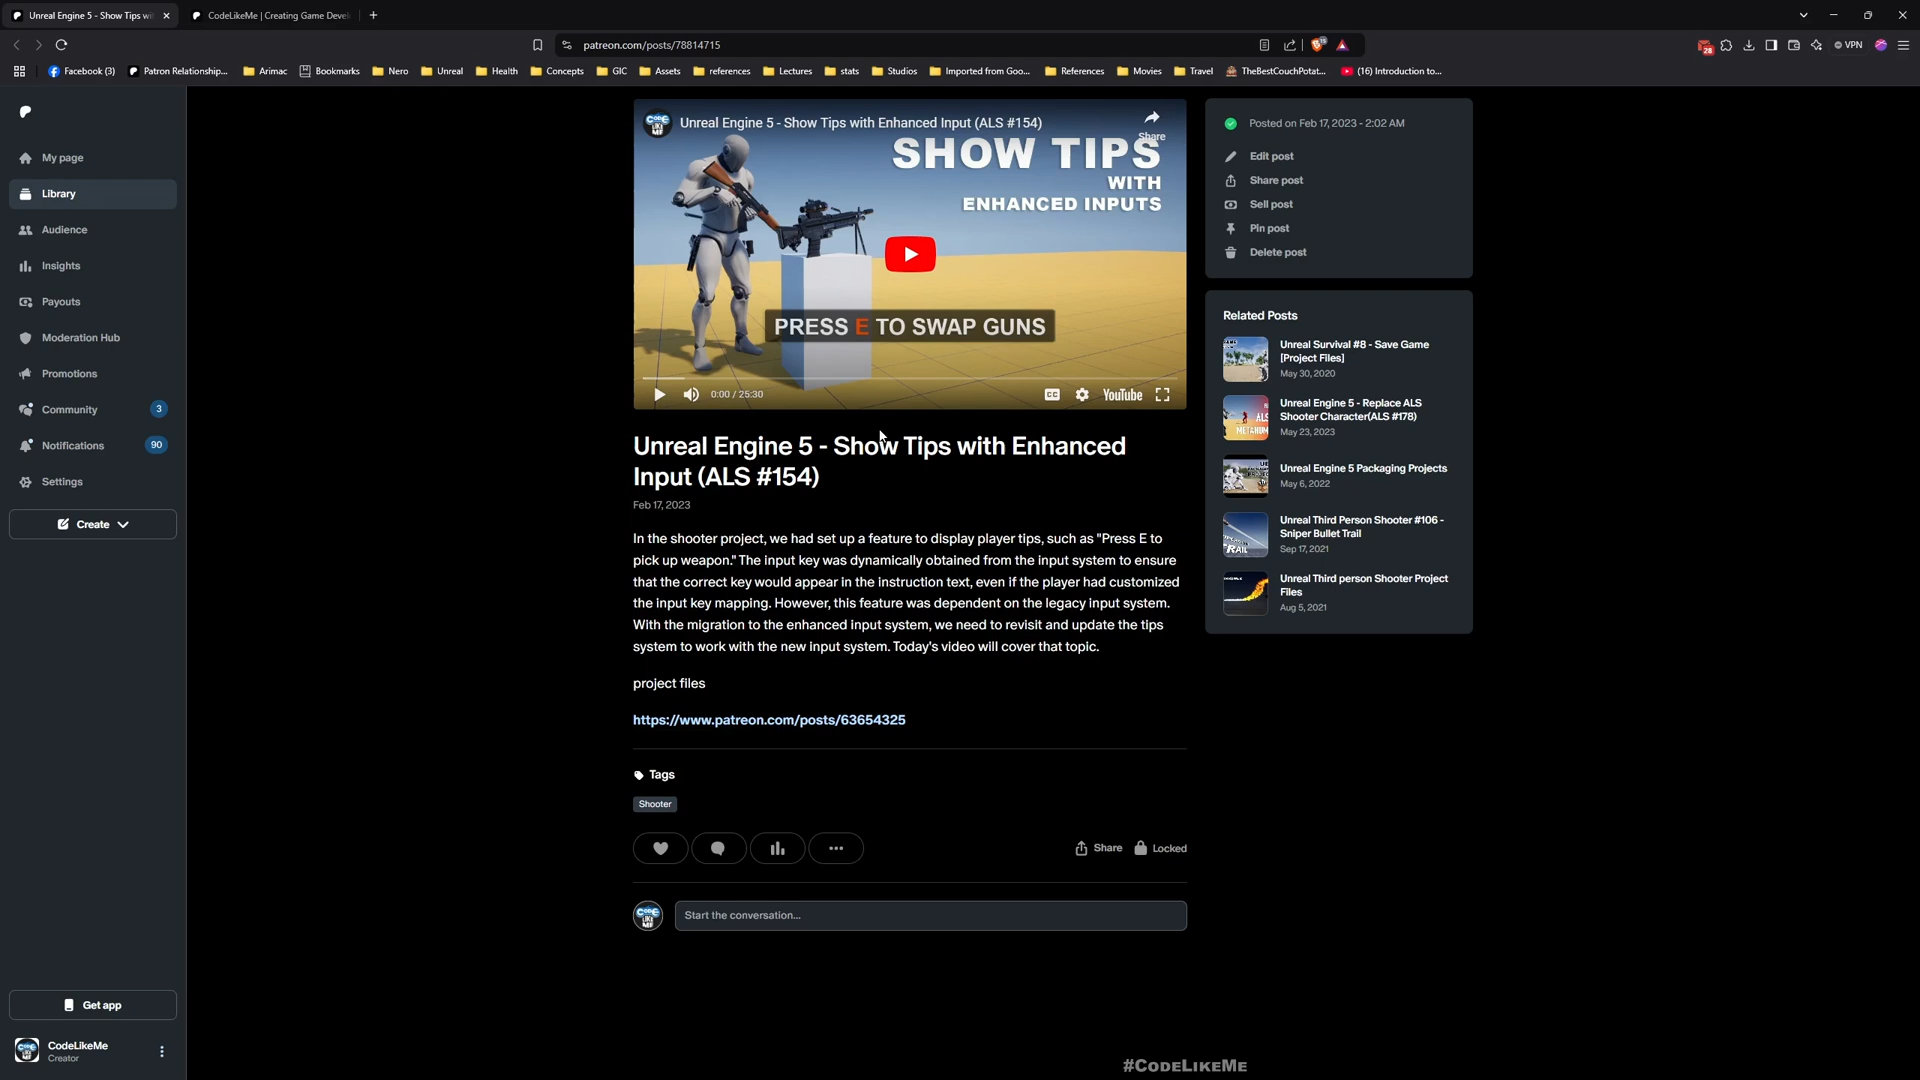 Unreal Engine 5 - Show Tips wi
CodeLikeMe | Creating Game Devel
patreon.com/posts/78814715
VPN
28
Facebook (3)
Patron Relationship...
Arimac
Bookmarks
Nero
Unreal
Health
Concepts
GIC
Assets
references
Lectures
stats
Studios
Imported from Goo...
References
Movies
Travel
TheBestCouchPotat...
(16) Introduction to...
My page
Library
Audience
Insights
Payouts
Moderation Hub
Promotions
Community
3
Notifications
90
Settings
Create
Get app
CodeLikeMe
Creator
Unreal Engine 5 - Show Tips with Enhanced Input (ALS #154)
Share
SHOW TIPS
WITH
ENHANCED INPUTS
PRESS E TO SWAP GUNS
0:00 / 25:30
CC
YouTube
Unreal Engine 5 - Show Tips with Enhanced
Input (ALS #154)
Feb 17, 2023
In the shooter project, we had set up a feature to display player tips, such as "Press E to
pick up weapon." The input key was dynamically obtained from the input system to ensure
that the correct key would appear in the instruction text, even if the player had customized
the input key mapping. However, this feature was dependent on the legacy input system.
With the migration to the enhanced input system, we need to revisit and update the tips
system to work with the new input system. Today's video will cover that topic.
project files
https://www.patreon.com/posts/63654325
Tags
Shooter
Share
Locked
Start the conversation...
Posted on Feb 17, 2023 - 2:02 AM
Edit post
Share post
Sell post
Pin post
Delete post
Related Posts
Unreal Survival #8 - Save Game
[Project Files]
May 30, 2020
Unreal Engine 5 - Replace ALS
Shooter Character(ALS #178)
May 23, 2023
Unreal Engine 5 Packaging Projects
May 6, 2022
Unreal Third Person Shooter #106 -
Sniper Bullet Trail
Sep 17, 2021
Unreal Third person Shooter Project
Files
Aug 5, 2021
#CodeLikeMe